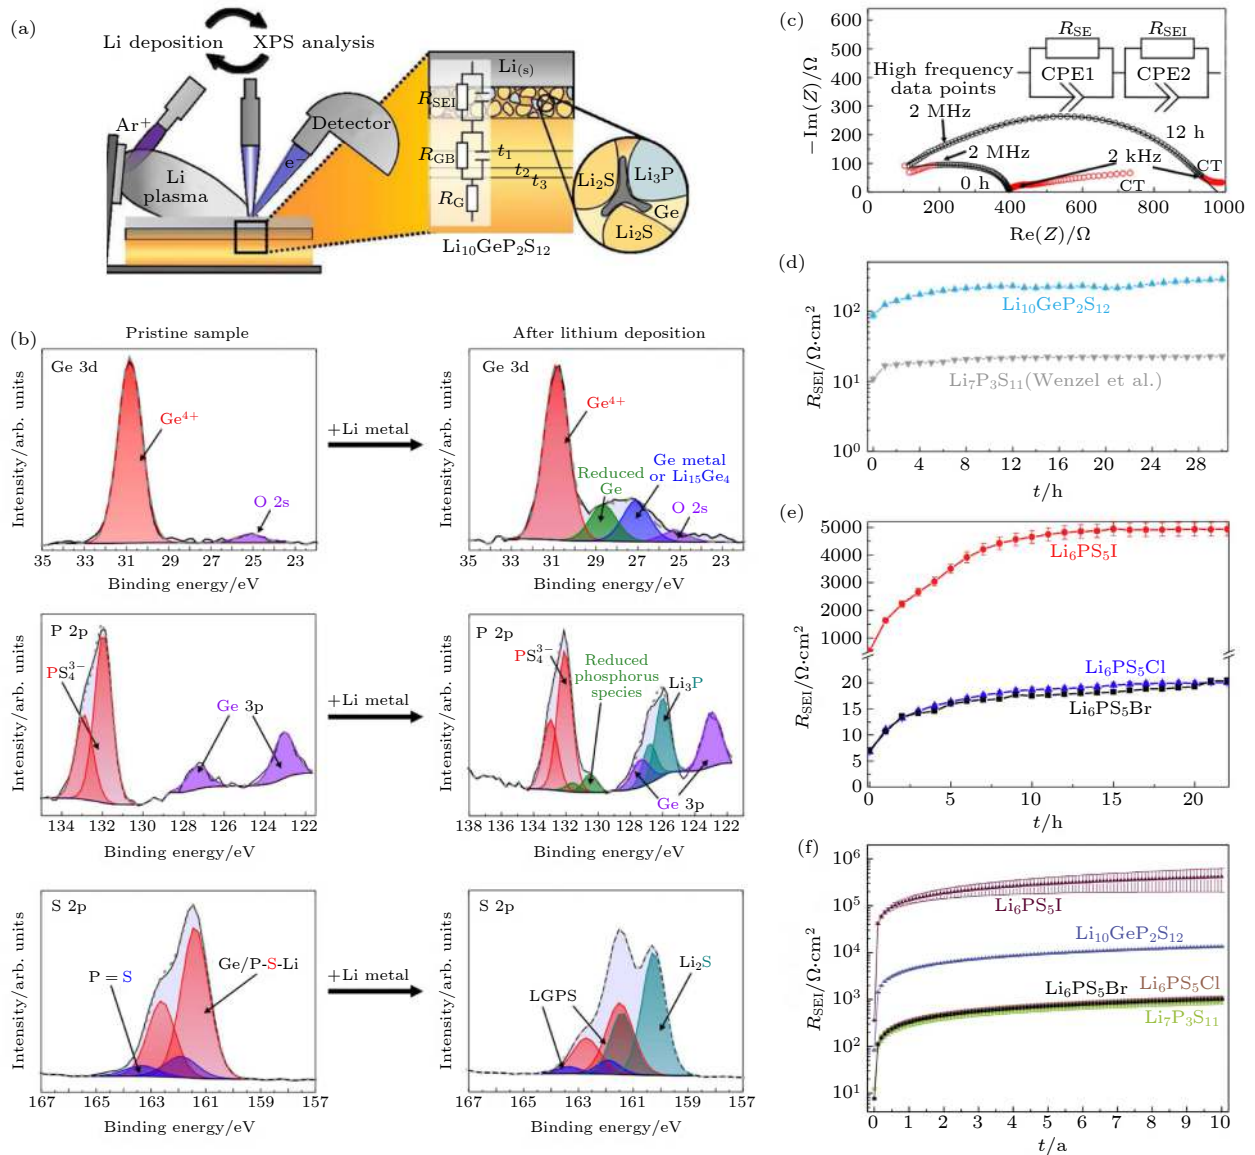 (a)
Li deposition
XPS analysis
Ar⁺
Li
plasma
e⁻
Detector
Li₍ₛ₎
R_SEI
R_GB
R_G
t₁
t₂
t₃
Li₁₀GeP₂S₁₂
Li₂S
Li₃P
Ge
Li₂S
(b)
Pristine sample
After lithium deposition
Ge 3d
Ge⁴⁺
O 2s
Intensity/arb. units
35 33 31 29 27 25 23
Binding energy/eV
+Li metal
Ge 3d
Ge⁴⁺
Reduced
Ge
Ge metal
or Li₁₅Ge₄
O 2s
Intensity/arb. units
35 33 31 29 27 25 23
Binding energy/eV
P 2p
PS₄³⁻
Ge 3p
Intensity/arb. units
134 132 130 128 126 124 122
Binding energy/eV
+Li metal
P 2p
PS₄³⁻
Reduced
phosphorus
species
Li₃P
Ge 3p
Intensity/arb. units
138 136 134 132 130 128 126 124 122
Binding energy/eV
S 2p
P=S
Ge/P-S-Li
Intensity/arb. units
167 165 163 161 159 157
Binding energy/eV
+Li metal
S 2p
LGPS
Li₂S
Intensity/arb. units
167 165 163 161 159 157
Binding energy/eV
(c)
−Im(Z)/Ω
600
500
400
300
200
100
0
R_SE
R_SEI
CPE1
CPE2
High frequency
data points
2 MHz
2 MHz
0 h
2 kHz
12 h
CT
CT
0 200 400 600 800 1000
Re(Z)/Ω
(d)
R_SEI/Ω·cm²
10²
10¹
10⁰
Li₁₀GeP₂S₁₂
Li₇P₃S₁₁(Wenzel et al.)
0 4 8 12 16 20 24 28
t/h
(e)
R_SEI/Ω·cm²
5000
4000
3000
2000
1000
20
15
10
5
0
Li₆PS₅I
Li₆PS₅Cl
Li₆PS₅Br
0 5 10 15 20
t/h
(f)
R_SEI/Ω·cm²
10⁶
10⁵
10⁴
10³
10²
10¹
Li₆PS₅I
Li₁₀GeP₂S₁₂
Li₆PS₅Br
Li₆PS₅Cl
Li₇P₃S₁₁
0 1 2 3 4 5 6 7 8 9 10
t/a